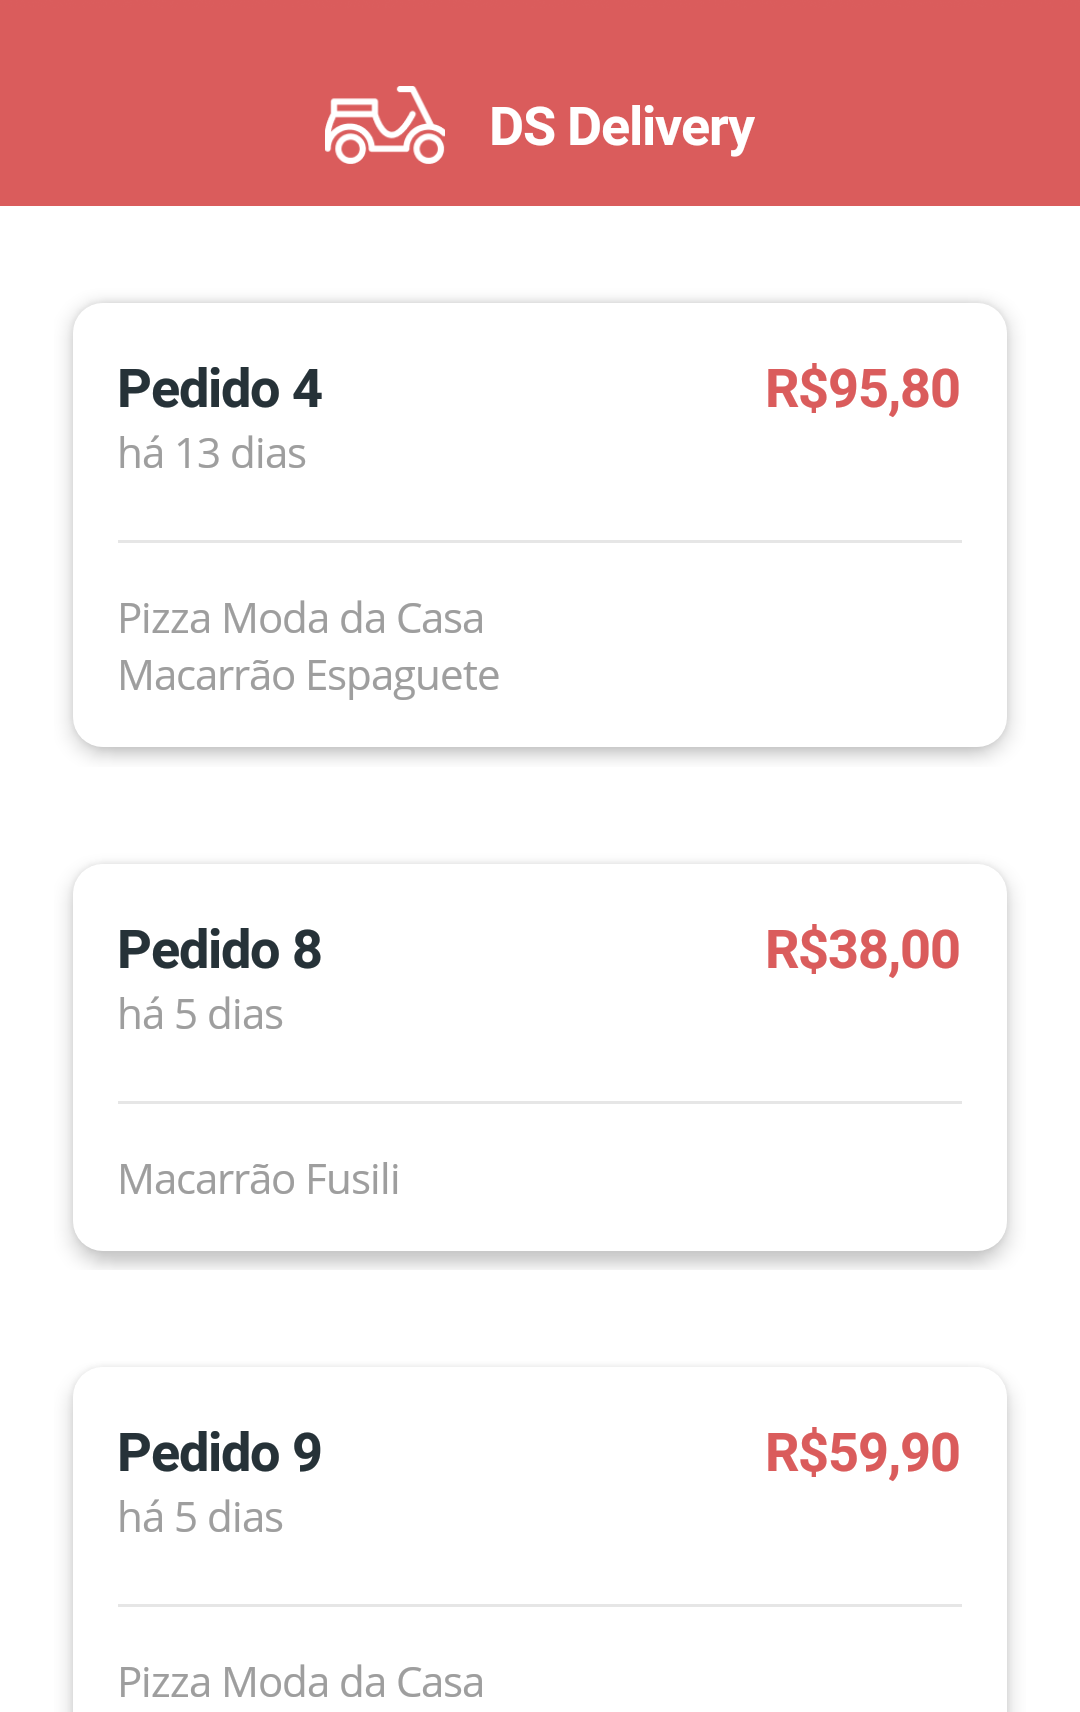 DS Delivery
Pedido 4 R$95,80
há 13 dias
Pizza Moda da Casa
Macarrão Espaguete
Pedido 8 R$38,00
há 5 dias
Macarrão Fusili
Pedido 9 R$59,90
há 5 dias
Pizza Moda da Casa